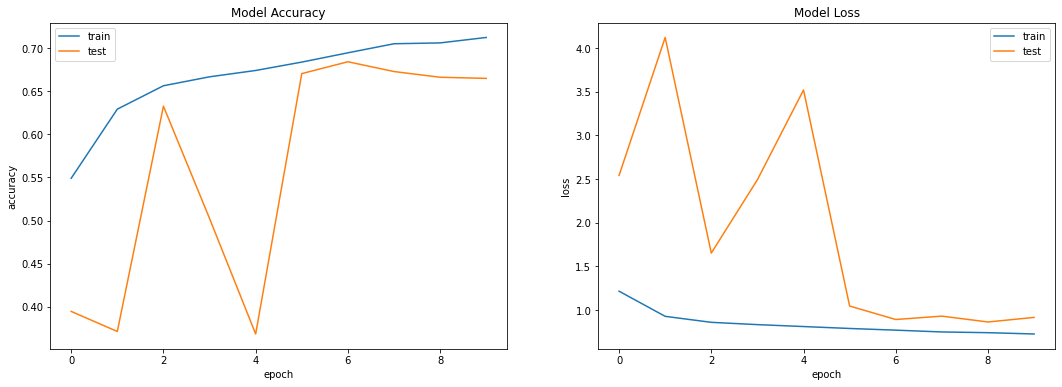 Model Accuracy
train
test
0.70
0.65
0.60
0.55
0.50
0.45
0.40
accuracy
0 2 4 6 8
epoch
Model Loss
train
test
4.0
3.5
3.0
2.5
2.0
1.5
1.0
loss
0 2 4 6 8
epoch